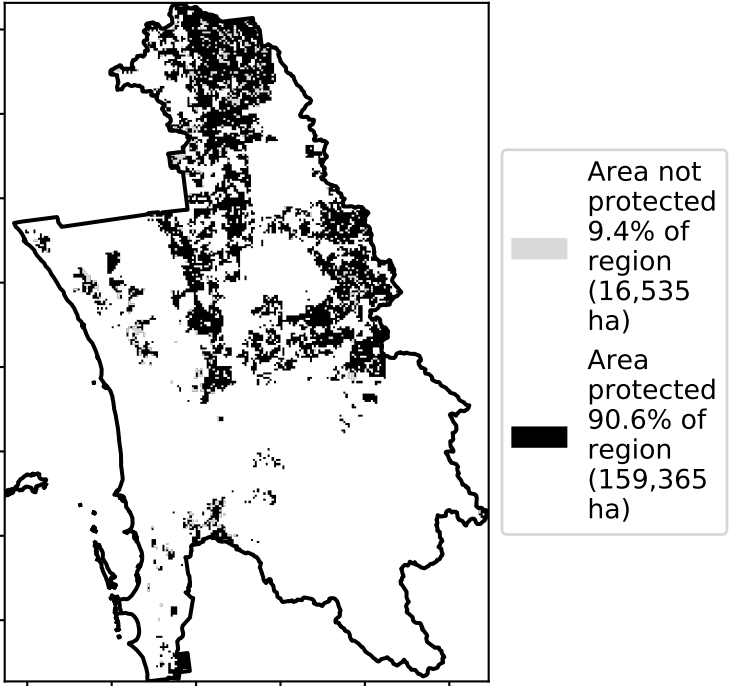 Area not
protected
9.4% of
region
(16,535
ha)
Area
protected
90.6% of
region
(159,365
ha)